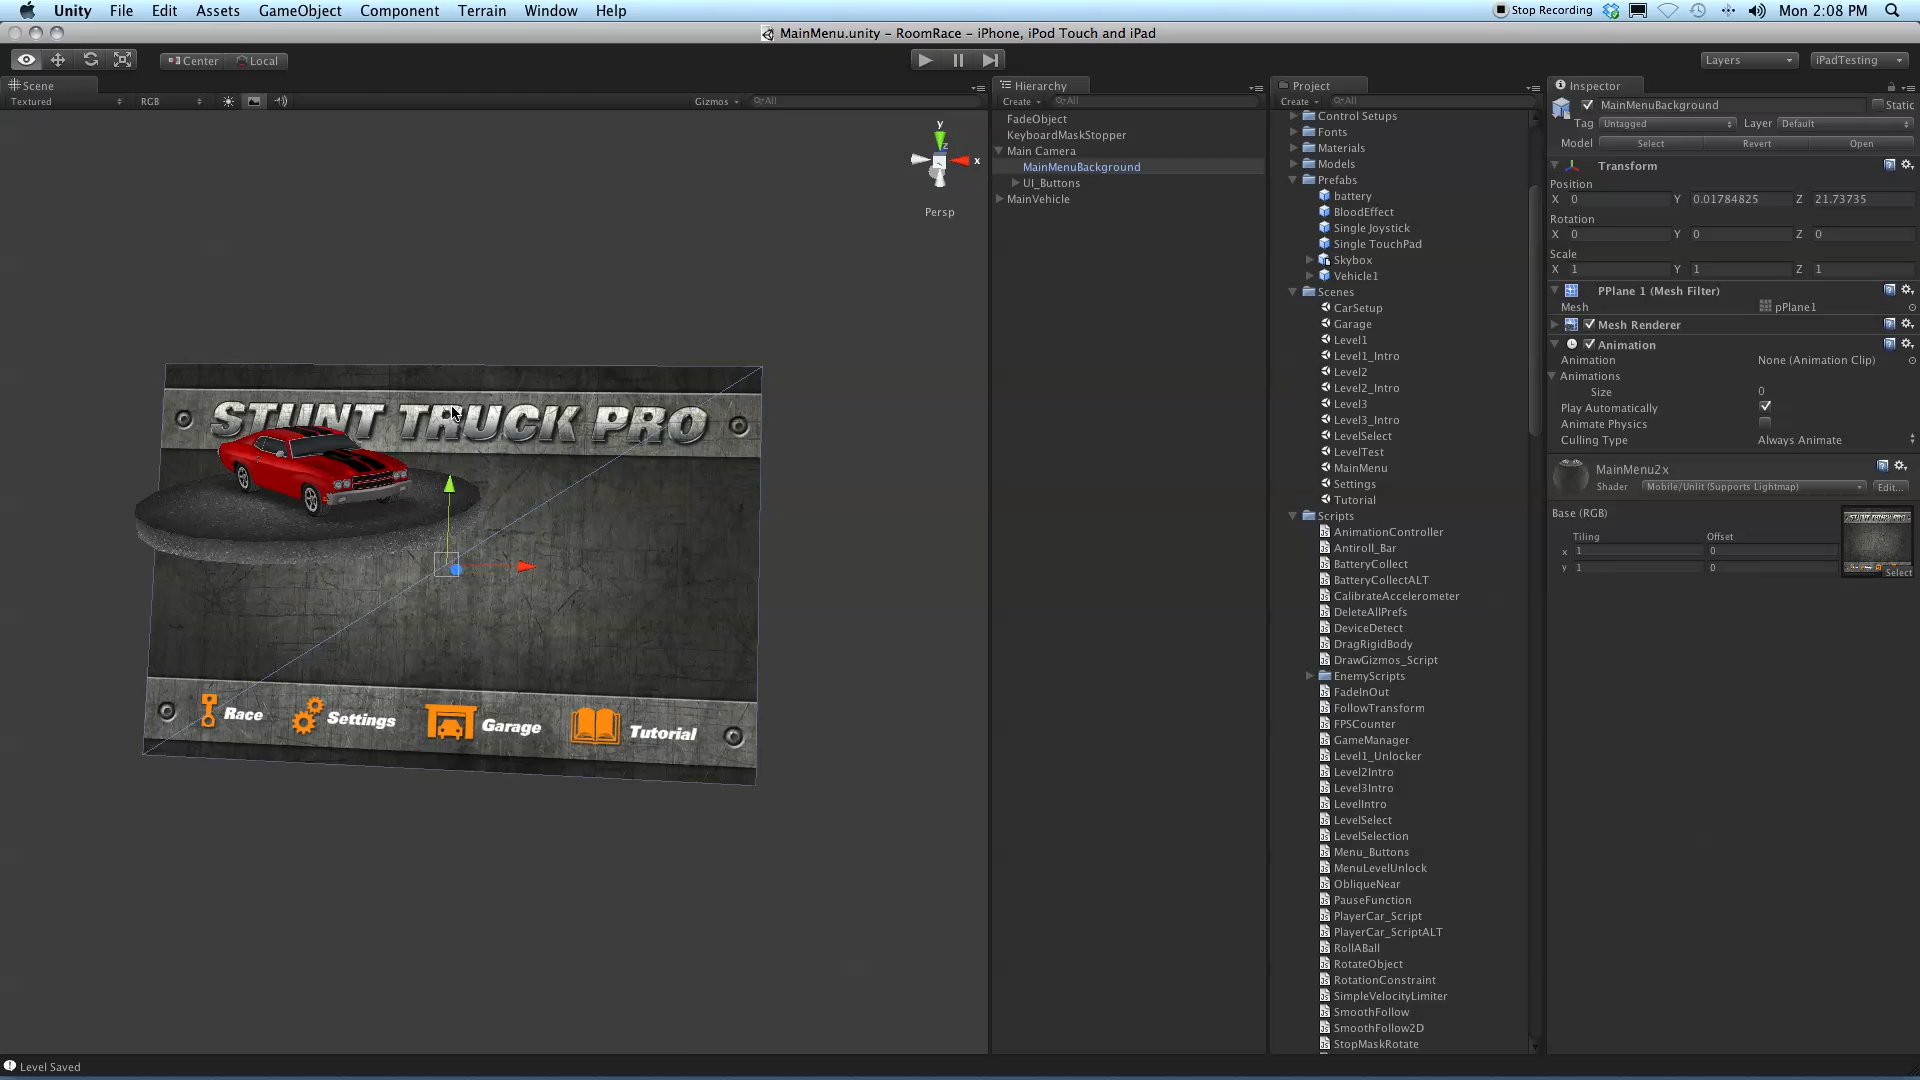 Unity File Edit Assets GameObject Component Terrain Window Help
Stop Recording Mon 2:08 PM
MainMenu.unity - RoomRace - iPhone, iPod Touch and iPad
Center Local
Layers iPadTesting
Scene
Textured RGB Gizmos All
y
x
z
Persp
STUNT TRUCK PRO
Race Settings Garage Tutorial
Hierarchy
Create All
FadeObject
KeyboardMaskStopper
Main Camera
MainMenuBackground
UI_Buttons
MainVehicle
Project
Create All
Control Setups
Fonts
Materials
Models
Prefabs
battery
BloodEffect
Single Joystick
Single TouchPad
Skybox
Vehicle1
Scenes
CarSetup
Garage
Level1
Level1_Intro
Level2
Level2_Intro
Level3
Level3_Intro
LevelSelect
LevelTest
MainMenu
Settings
Tutorial
Scripts
AnimationController
Antiroll_Bar
BatteryCollect
BatteryCollectALT
CalibrateAccelerometer
DeleteAllPrefs
DeviceDetect
DragRigidBody
DrawGizmos_Script
EnemyScripts
FadeInOut
FollowTransform
FPSCounter
GameManager
Level1_Unlocker
Level2Intro
Level3Intro
LevelIntro
LevelSelect
LevelSelection
Menu_Buttons
MenuLevelUnlock
ObliqueNear
PauseFunction
PlayerCar_Script
PlayerCar_ScriptALT
RollABall
RotateObject
RotationConstraint
SimpleVelocityLimiter
SmoothFollow
SmoothFollow2D
StopMaskRotate
Inspector
MainMenuBackground Static
Tag Untagged Layer Default
Model Select Revert Open
Transform
Position
X 0 Y 0.01784825 Z 21.73735
Rotation
X 0 Y 0 Z 0
Scale
X 1 Y 1 Z 1
PPlane 1 (Mesh Filter)
Mesh pPlane1
Mesh Renderer
Animation
Animation None (Animation Clip)
Animations
Size 0
Play Automatically
Animate Physics
Culling Type Always Animate
MainMenu2x
Shader Mobile/Unlit (Supports Lightmap) Edit...
Base (RGB)
Tiling Offset
x 1 0
y 1 0
STUNT TRUCK PRO
Select
Level Saved